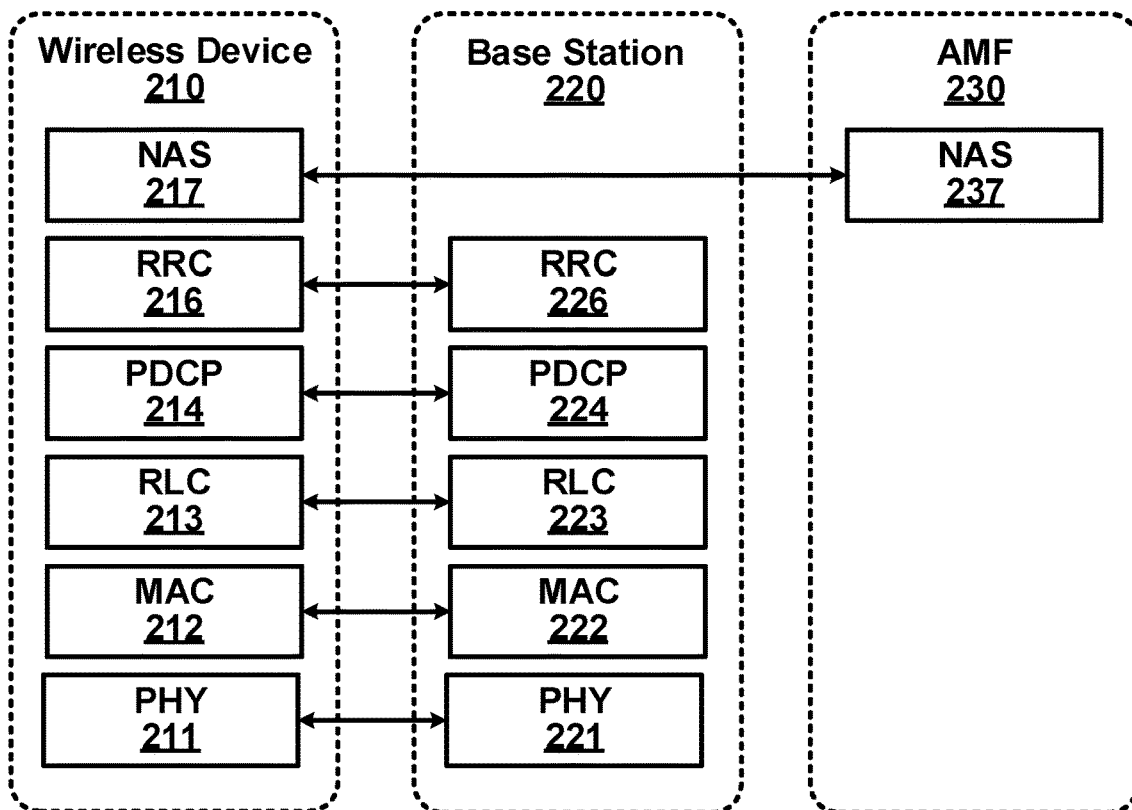 Wireless Device
210
Base Station
220
AMF
230
NAS
217
NAS
237
RRC
216
RRC
226
PDCP
214
PDCP
224
RLC
213
RLC
223
MAC
212
MAC
222
PHY
211
PHY
221